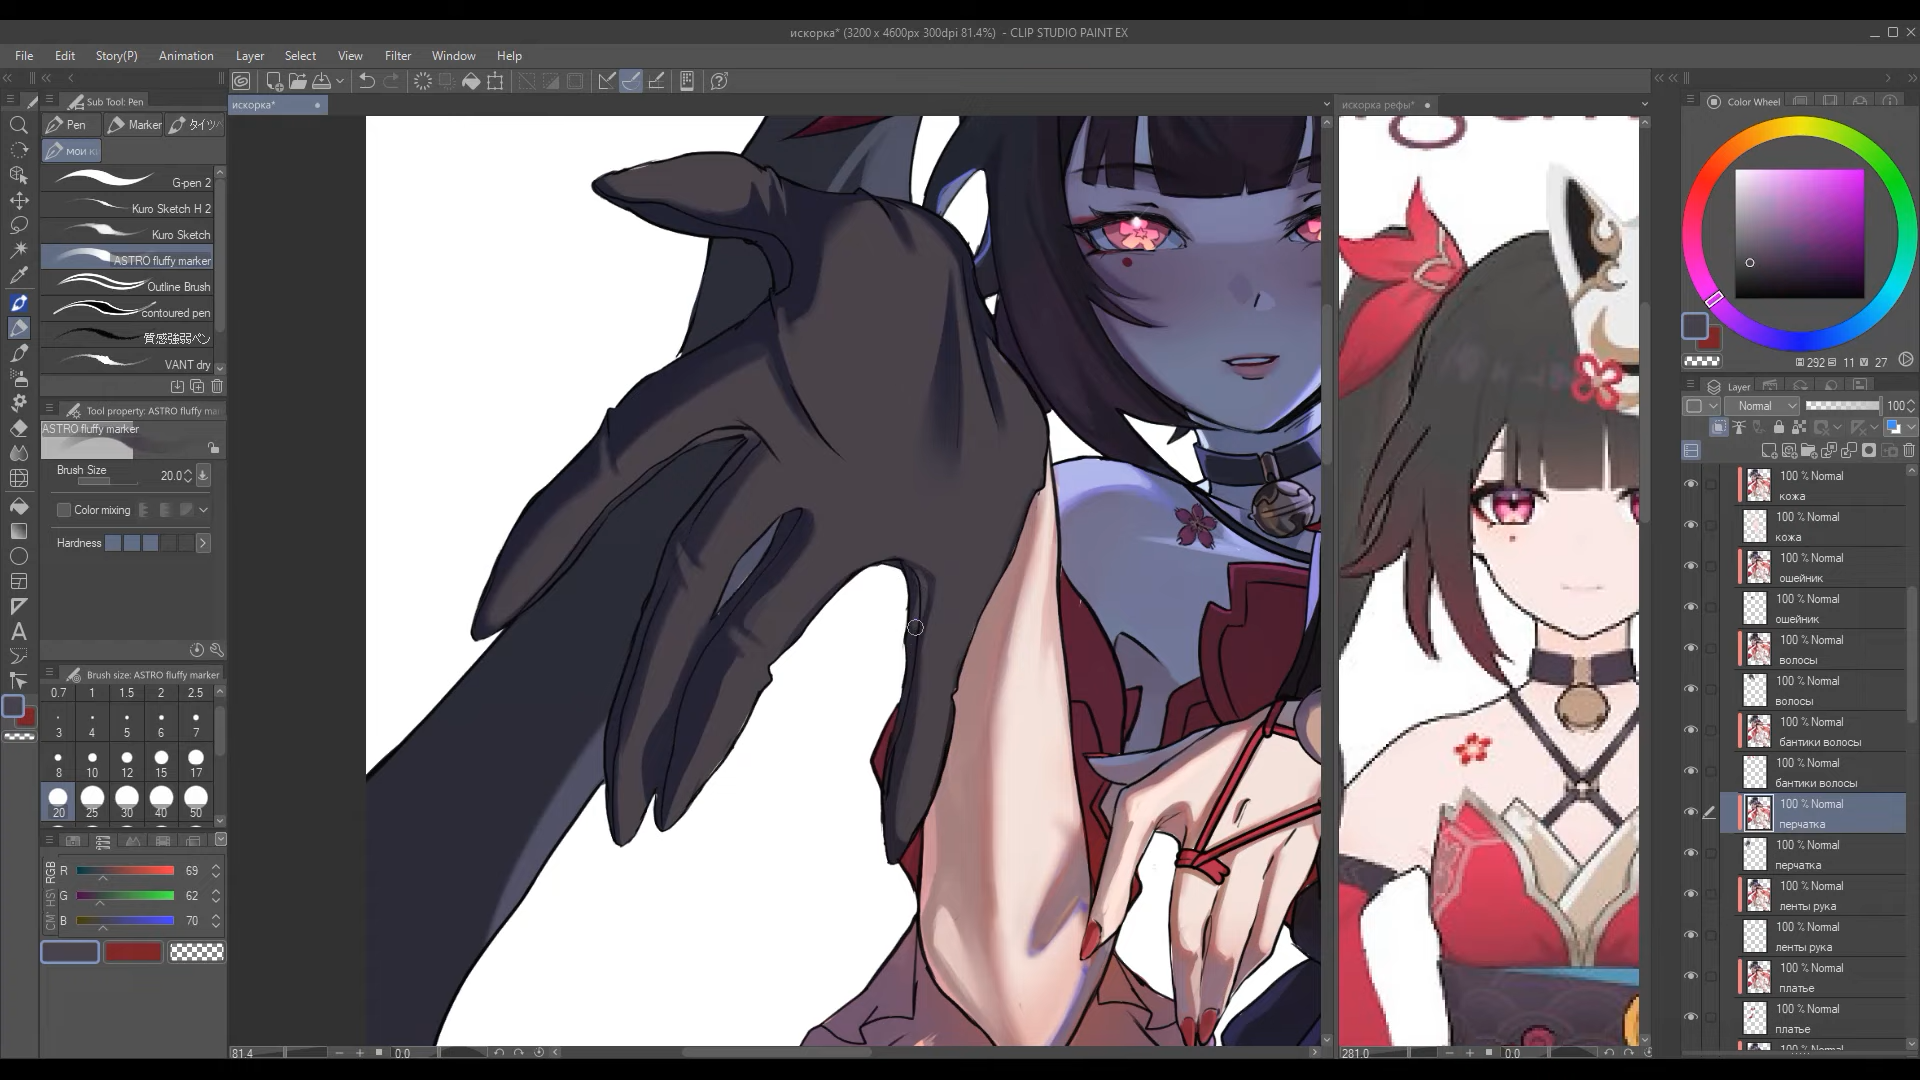 искорка* (3200 x 4600px 300dpi 81.4%) - CLIP STUDIO PAINT EX
File Edit Story(P) Animation Layer Select View Filter Window Help
Sub Tool: Pen
искорка*
искорка рефы*
Color Wheel
Pen Marker
G-pen 2
Kuro Sketch H 2
Kuro Sketch
ASTRO fluffy marker
Outline Brush
contoured pen
質感強弱ペン
VANT dry
292 11 27
Layer
Tool property: ASTRO fluffy mar
ASTRO fluffy marker
Normal 100
Brush Size 20.0
Color mixing
Hardness
100 % Normal
кожа
100 % Normal
кожа
100 % Normal
ошейник
100 % Normal
ошейник
100 % Normal
волосы
100 % Normal
волосы
100 % Normal
бантики волосы
100 % Normal
бантики волосы
100 % Normal
перчатка
100 % Normal
перчатка
100 % Normal
ленты рука
100 % Normal
ленты рука
100 % Normal
платье
100 % Normal
платье
Brush size: ASTRO fluffy marker
0.7 1 1.5 2 2.5
3 4 5 6 7
8 10 12 15 17
20 25 30 40 50
RGB
R 69
G 62
B 70
81.4 0.0
281.0 0.0